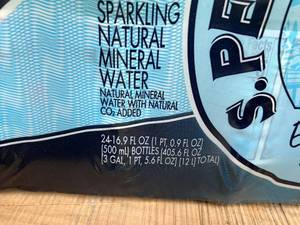 SPARKLING
NATURAL
MINERAL
WATER
NATURAL MINERAL
WATER WITH NATURAL
CO₂ ADDED
24-16.9 FL OZ (1 PT, 0.9 FL OZ)
(500 ml) BOTTLES (405.6 FL OZ
[3 GAL, 1 PT, 5.6 FL OZ] [12 L] TOTAL)
S.PE